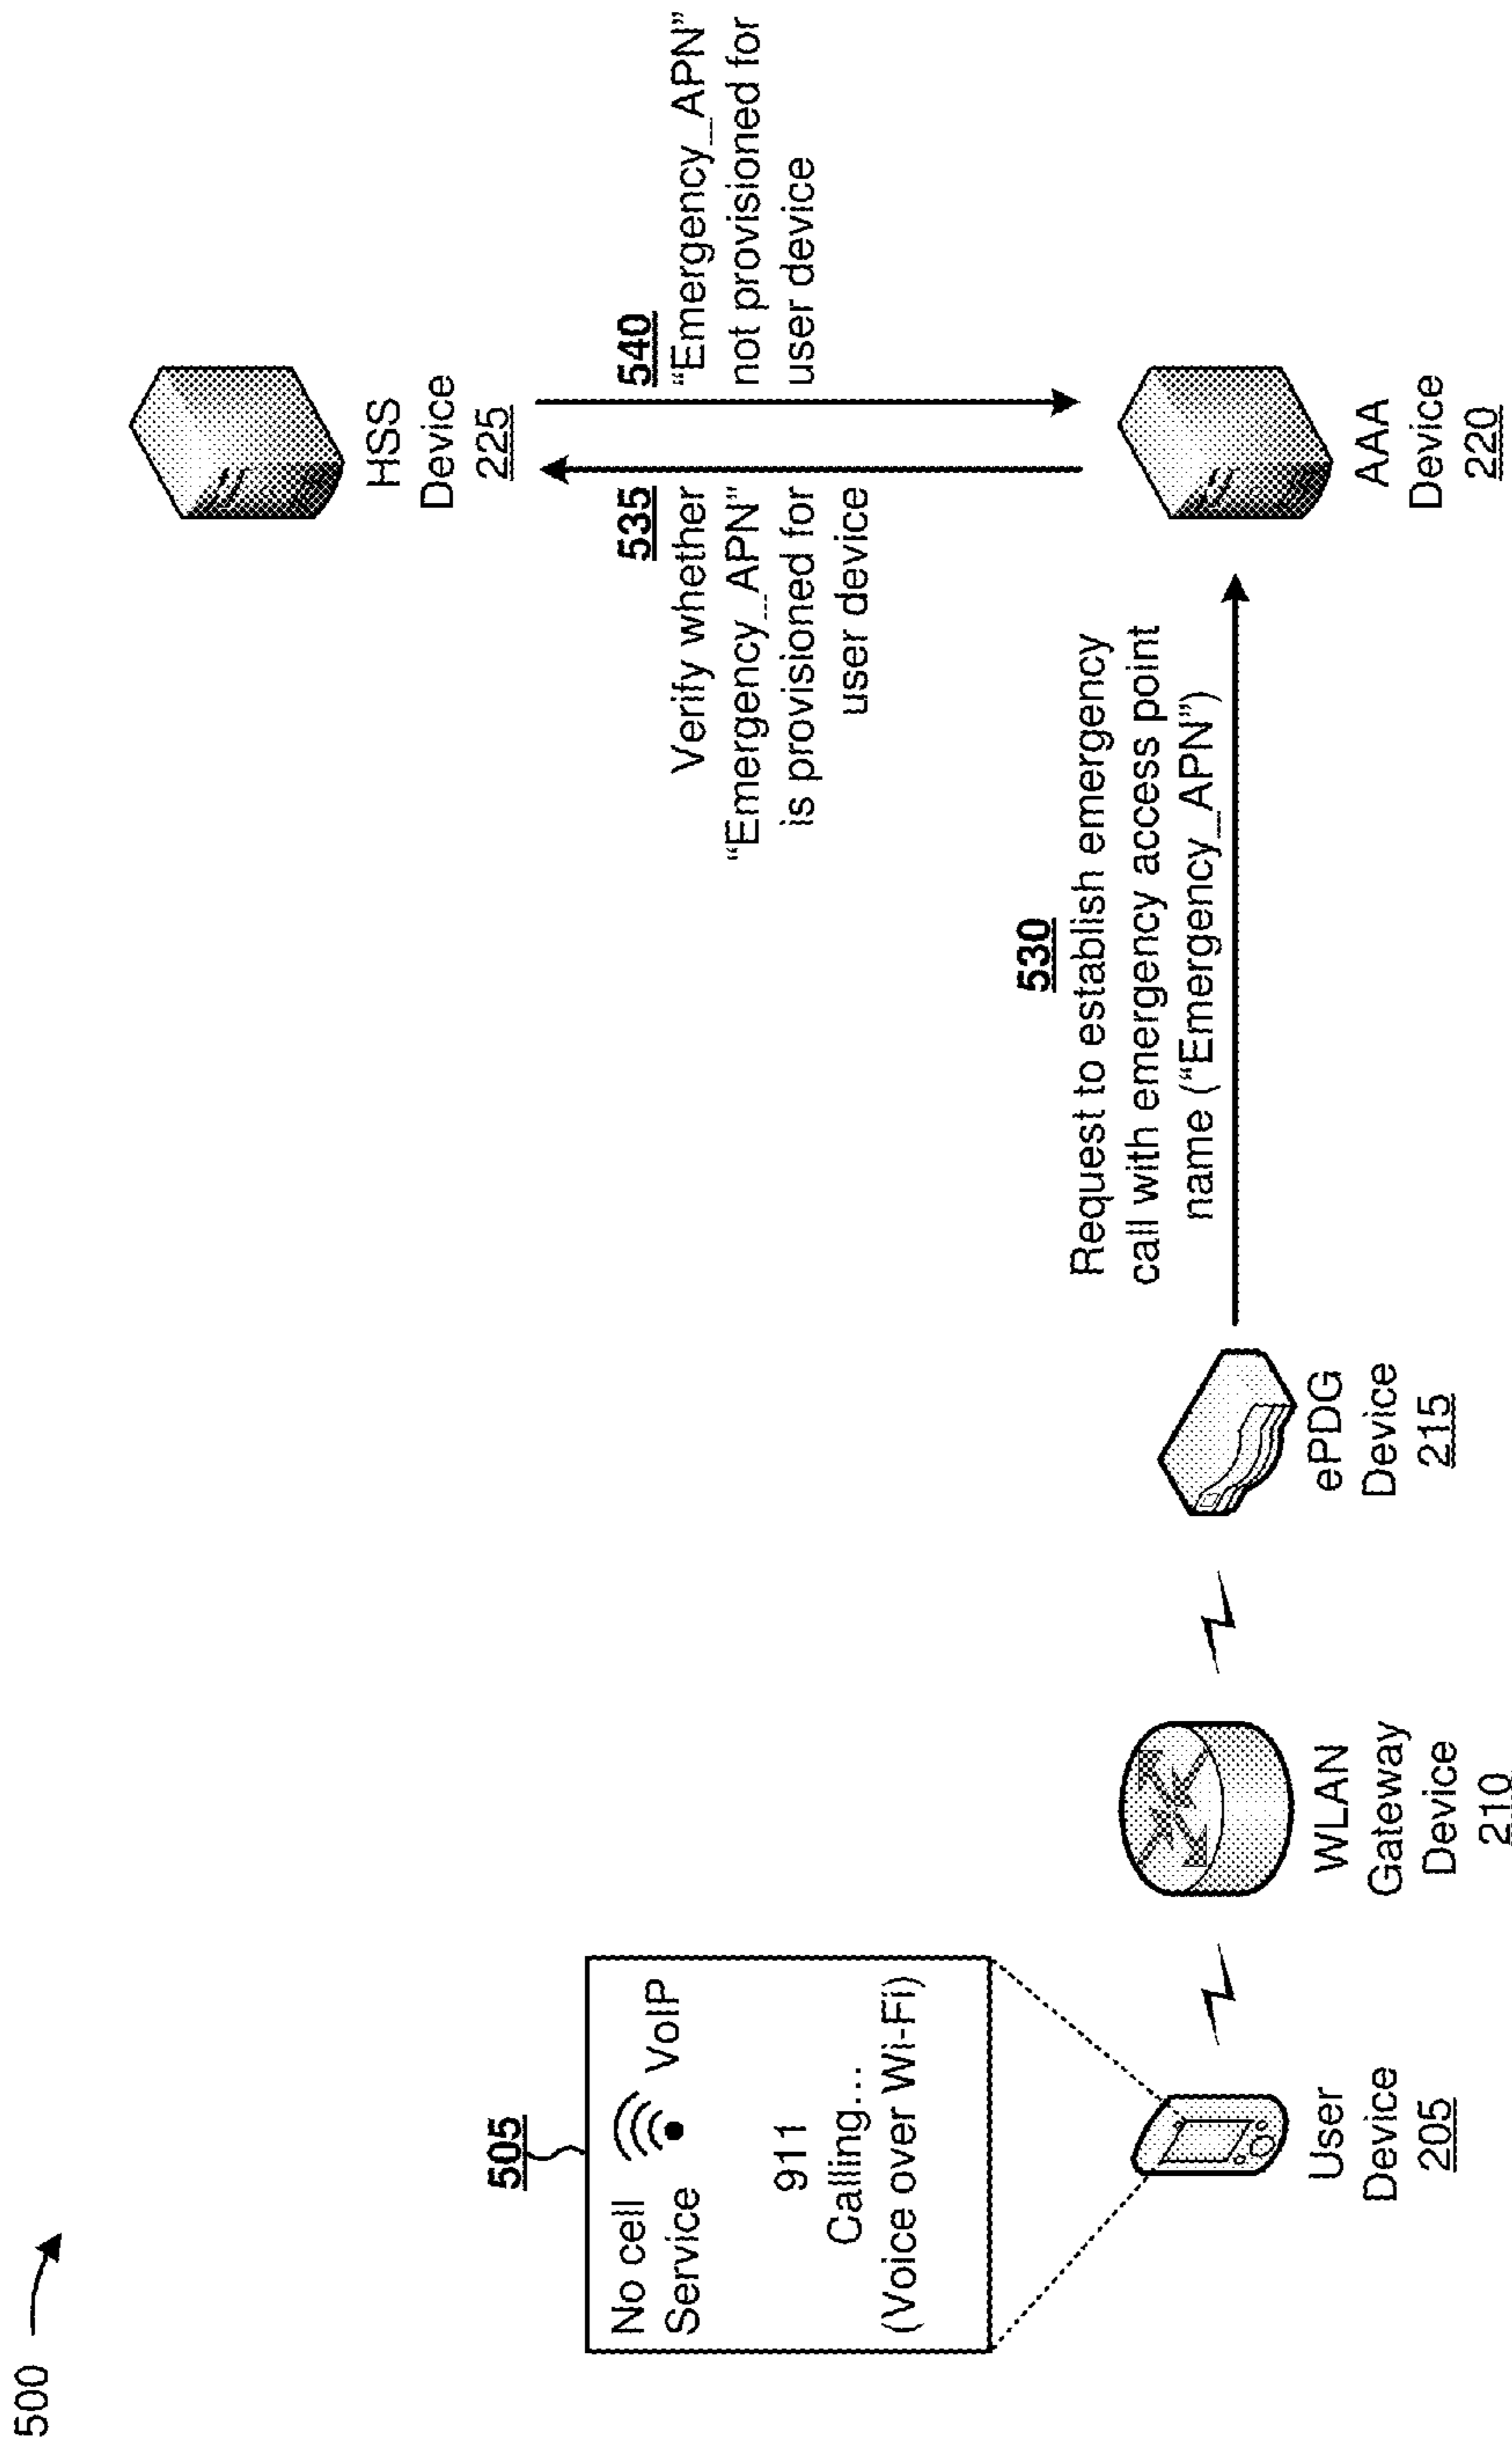 500
505
No cell
Service
VoIP
911
Calling...
(Voice over Wi-Fi)
User
Device
205
WLAN
Gateway
Device
210
ePDG
Device
215
530
Request to establish emergency
call with emergency access point
name (“Emergency_APN”)
535
Verify whether
“Emergency_APN”
is provisioned for
user device
540
“Emergency_APN”
not provisioned for
user device
HSS
Device
225
AAA
Device
220